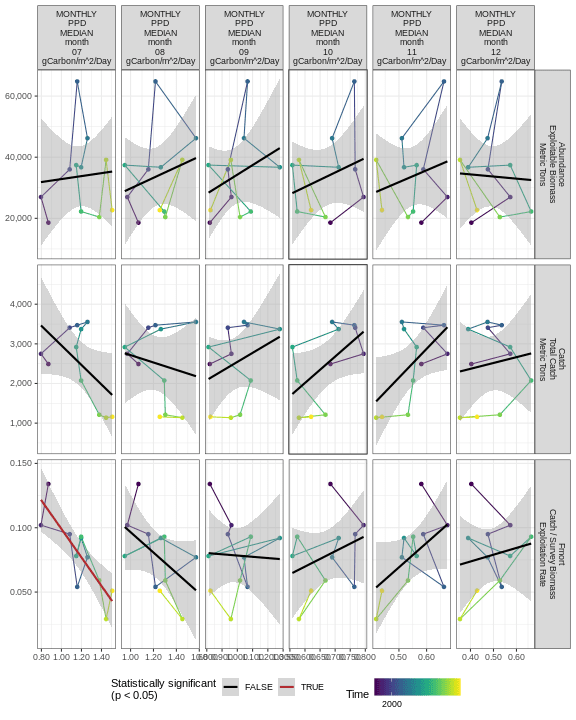 MONTHLY MONTHLY MONTHLY MONTHLY MONTHLY MONTHLY
PPD PPD PPD PPD PPD PPD
MEDIAN MEDIAN MEDIAN MEDIAN MEDIAN MEDIAN
month month month month month month
07 08 09 10 11 12
gCarbon/m^2/Day gCarbon/m^2/Day gCarbon/m^2/Day gCarbon/m^2/Day gCarbon/m^2/Day gCarbon/m^2/Day
60,000
40,000
20,000
Abundance
Exploitable Biomass
Metric Tons
4,000
3,000
2,000
1,000
Catch
Total Catch
Metric Tons
0.150
0.100
0.050
Fmort
Catch / Survey Biomass
Exploitation Rate
0.80 1.00 1.20 1.40 1.00 1.20 1.40 0.50 0.60 0.40 0.50 0.60
Statistically significant
(p < 0.05)
FALSE TRUE
Time
2000